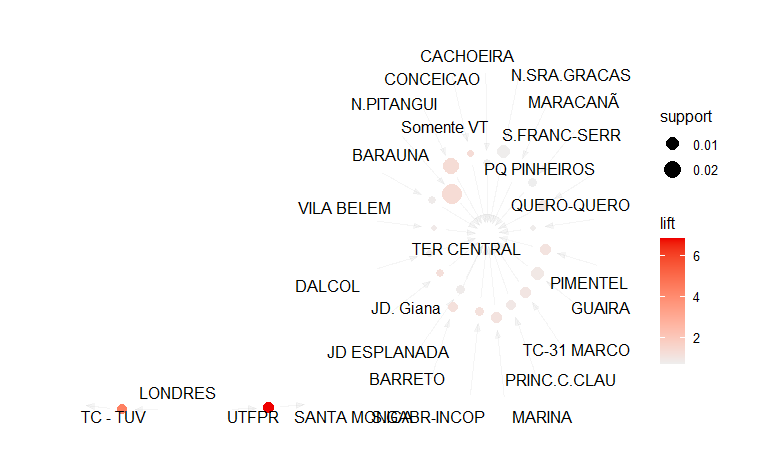 CACHOEIRA
CONCEICAO
N.SRA.GRACAS
N.PITANGUI
MARACANÃ
Somente VT
S.FRANC-SERR
BARAUNA
PQ PINHEIROS
VILA BELEM
QUERO-QUERO
TER CENTRAL
DALCOL
PIMENTEL
JD. Giana
GUAIRA
JD ESPLANADA
TC-31 MARCO
BARRETO
PRINC.C.CLAU
LONDRES
TC - TUV
UTFPR
SANTA MONICA
S.GABR-INCOP
MARINA
support
0.01
0.02
lift
6
4
2